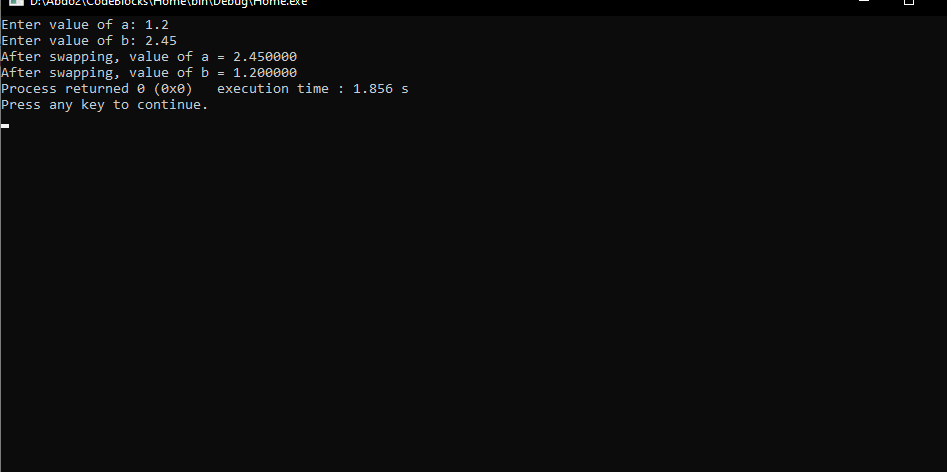 D:\Abdo2\CodeBlocks\Home\bin\Debug\Home.exe
Enter value of a: 1.2
Enter value of b: 2.45
After swapping, value of a = 2.450000
After swapping, value of b = 1.200000
Process returned 0 (0x0)   execution time : 1.856 s
Press any key to continue.